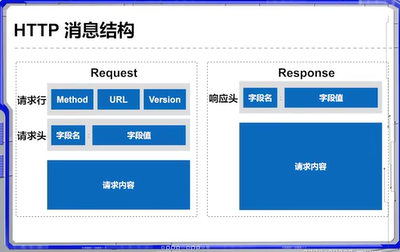 HTTP 消息结构
Request
请求行 Method URL Version
请求头 字段名 字段值
请求内容
Response
响应头 字段名 字段值
请求内容